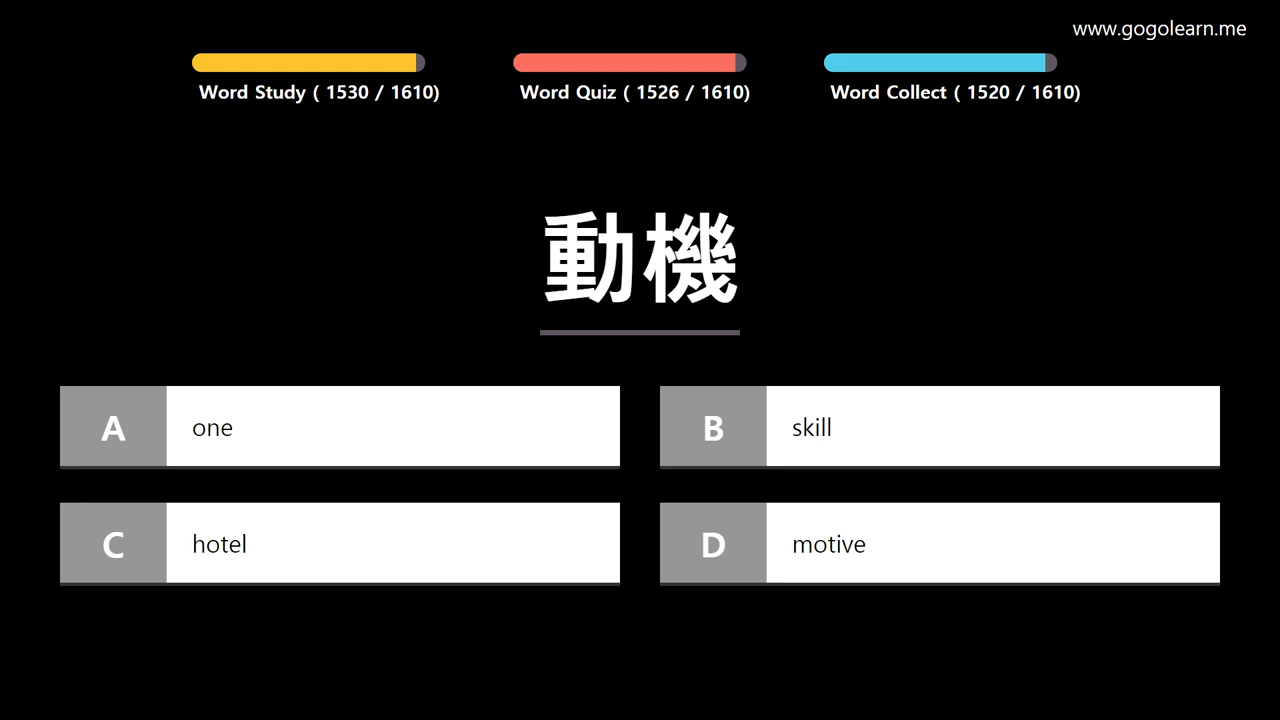 www.gogolearn.me
Word Study ( 1530 / 1610)
Word Quiz ( 1526 / 1610)
Word Collect ( 1520 / 1610)
動機
A one
B skill
C hotel
D motive